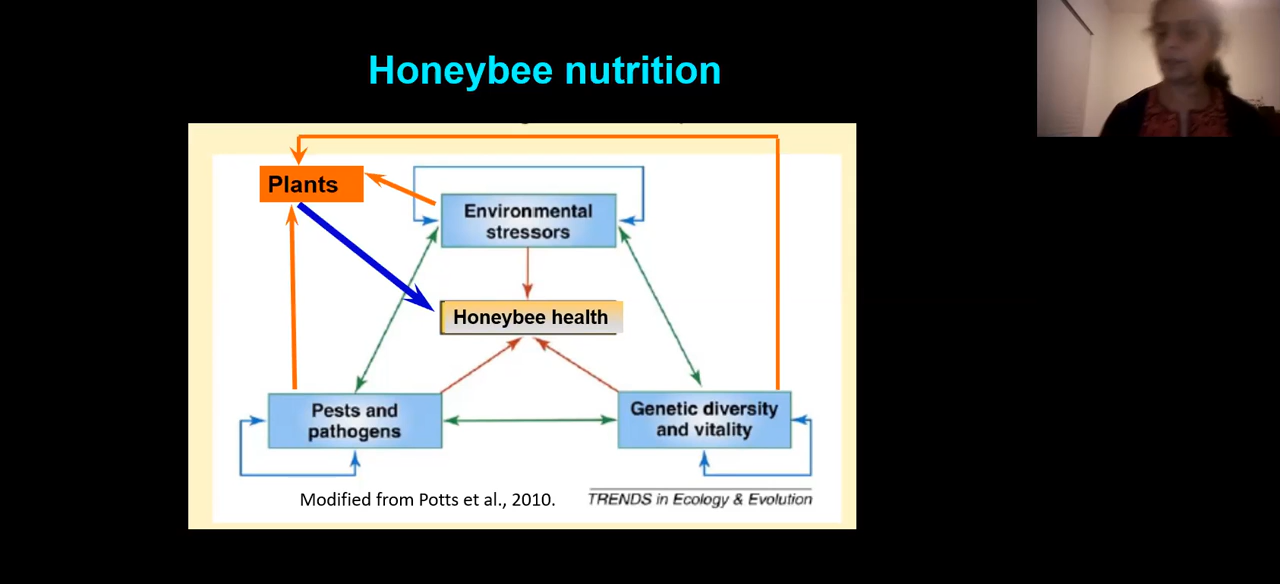 Honeybee nutrition
Plants
Environmental
stressors
Honeybee health
Pests and
pathogens
Genetic diversity
and vitality
Modified from Potts et al., 2010.
TRENDS in Ecology & Evolution